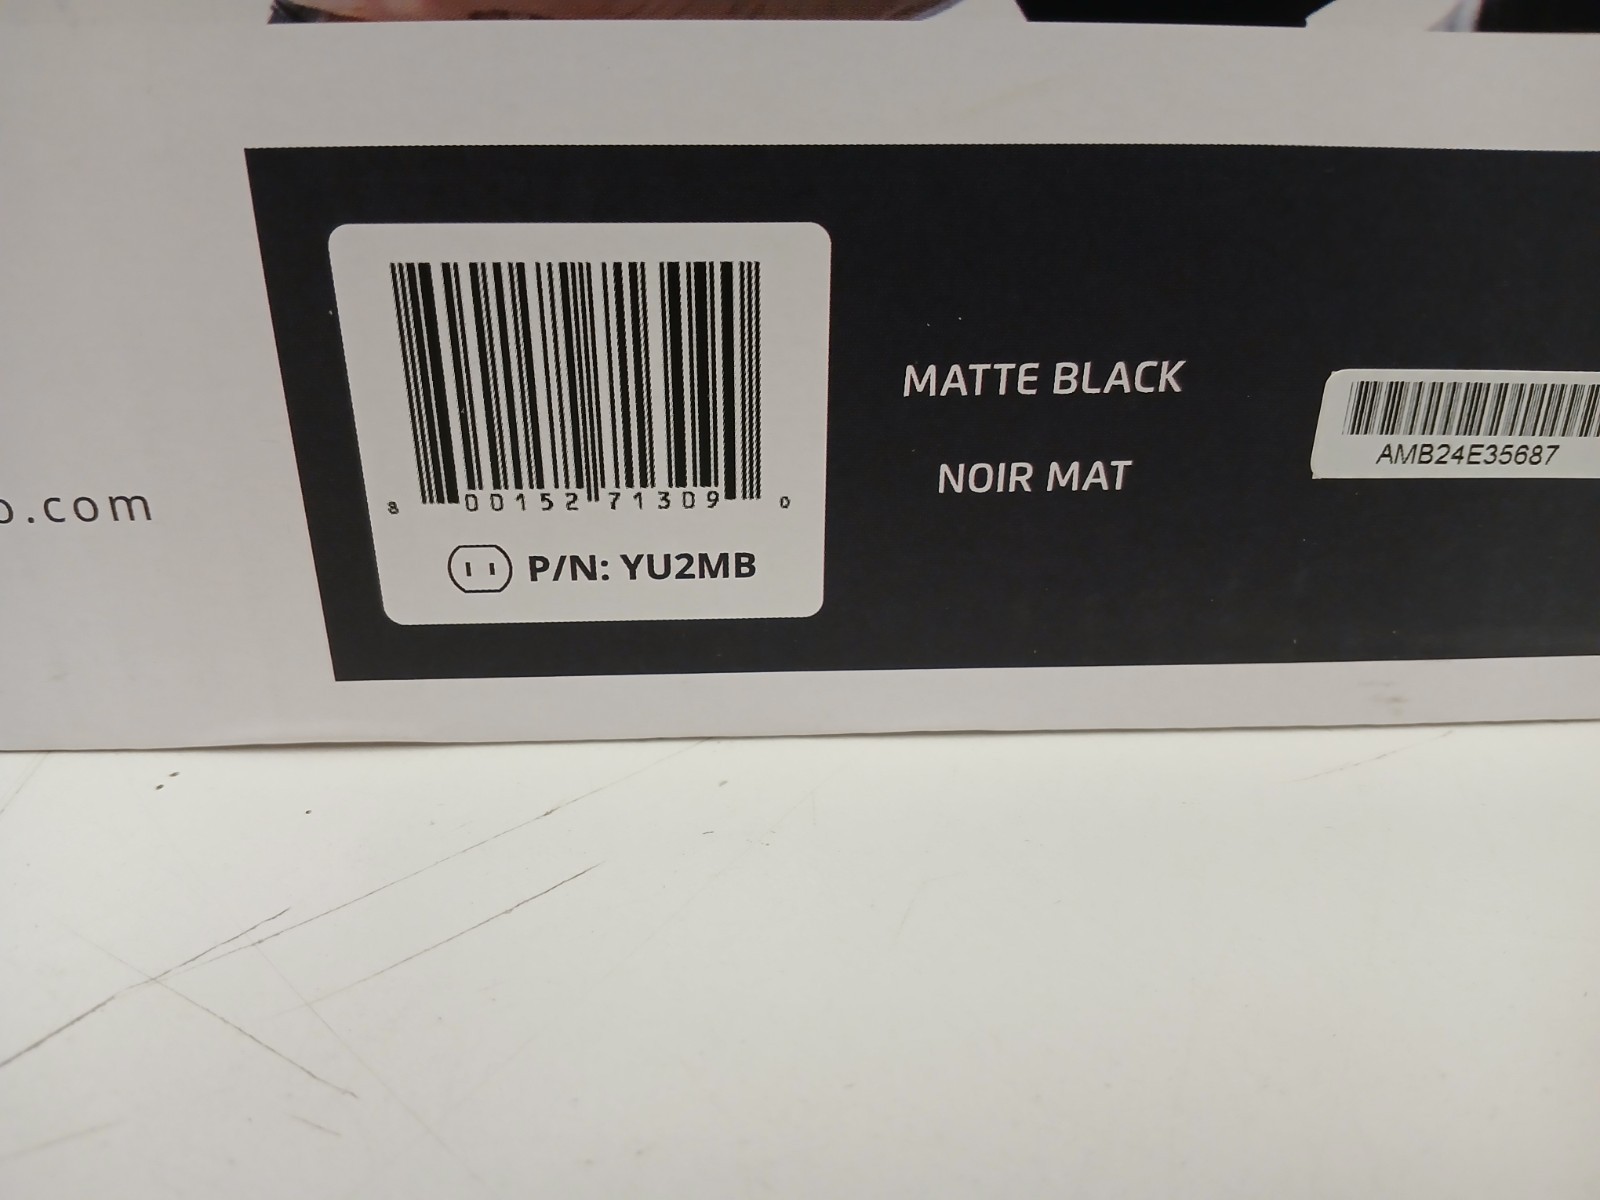 MATTE BLACK
AMB24E35687
NOIR MAT
o.com
8 00152 71309 0
P/N: YU2MB